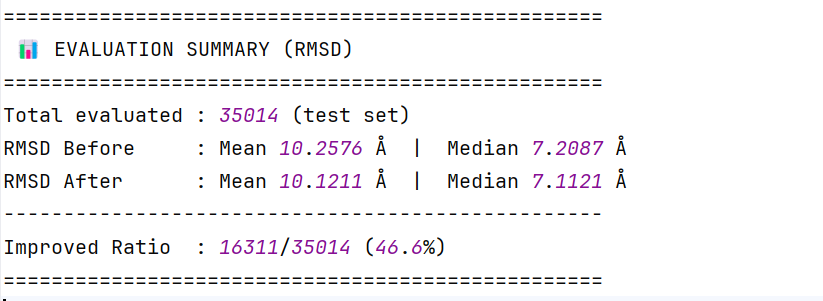 ==================================================
📊 EVALUATION SUMMARY (RMSD)
==================================================
Total evaluated : 35014 (test set)
RMSD Before     : Mean 10.2576 Å  |  Median 7.2087 Å
RMSD After      : Mean 10.1211 Å  |  Median 7.1121 Å
--------------------------------------------------
Improved Ratio  : 16311/35014 (46.6%)
==================================================